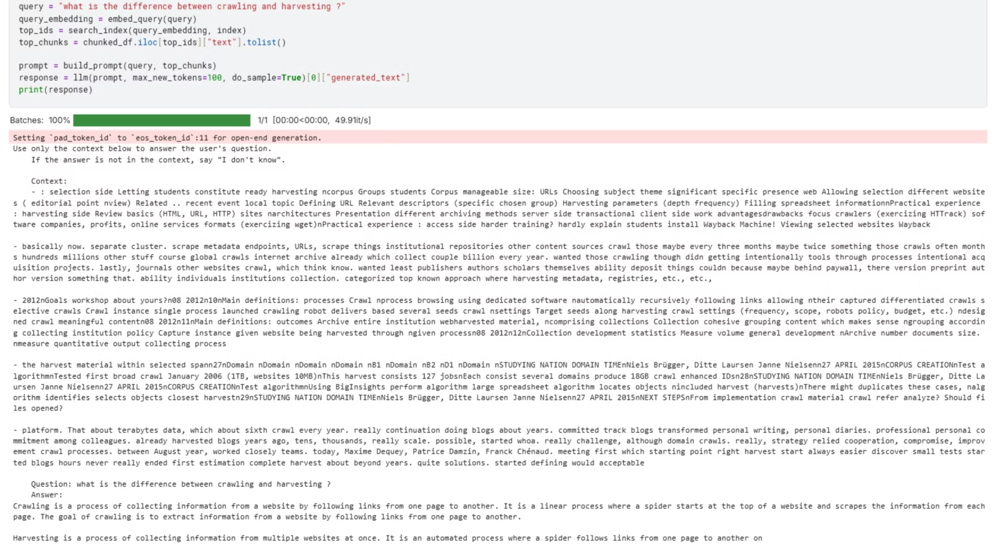 query = "what is the difference between crawling and harvesting ?"
query_embedding = embed_query(query)
top_ids = search_index(query_embedding, index)
top_chunks = chunked_df.iloc[top_ids]["text"].tolist()
prompt = build_prompt(query, top_chunks)
response = llm(prompt, max_new_tokens=100, do_sample=True)[0]["generated_text"]
print(response)
Batches: 100% 1/1 [00:00<00:00, 49.91it/s]
Setting `pad_token_id` to `eos_token_id`:11 for open-end generation.
Use only the context below to answer the user's question.
If the answer is not in the context, say "I don't know".
Context:
- : selection side Letting students constitute ready harvesting ncorpus Groups students Corpus manageable size: URLs Choosing subject theme significant specific presence web Allowing selection different website
s ( editorial point nview) Related .. recent event local topic Defining URL Relevant descriptors (specific chosen group) Harvesting parameters (depth frequency) Filling spreadsheet informationnPractical experience
: harvesting side Review basics (HTML, URL, HTTP) sites narchitectures Presentation different archiving methods server side transactional client side work advantagesdrawbacks focus crawlers (exercizing HTTrack) sof
tware companies, profits, online services formats (exercizing wget)nPractical experience : access side harder training? hardly explain students install Wayback Machine! Viewing selected websites Wayback
- basically now. separate cluster. scrape metadata endpoints, URLs, scrape things institutional repositories other content sources crawl those maybe every three months maybe twice something those crawls often month
s hundreds millions other stuff course global crawls internet archive already which collect couple billion every year. wanted those crawling though didn getting intentionally tools through processes intentional acq
uisition projects. lastly, journals other websites crawl, which think know. wanted least publishers authors scholars themselves ability deposit things couldn because maybe behind paywall, there version preprint aut
hor version something that. ability individuals institutions collection. categorized top known approach where harvesting metadata, registries, etc., etc.,
- 2012nGoals workshop about yours?n08 2012n10nMain definitions: processes Crawl nprocess browsing using dedicated software nautomatically recursively following links allowing ntheir captured differentiated crawls s
elective crawls Crawl instance single process launched crawling robot delivers based several seeds crawl nsettings Target seeds along harvesting crawl settings (frequency, scope, robots policy, budget, etc.) ndesig
ned crawl meaningful contentn08 2012n11nMain definitions: outcomes Archive entire institution webharvested material, ncomprising collections Collection cohesive grouping content which makes sense ngrouping accordin
g collecting institution policy Capture instance given website being harvested through ngiven processn08 2012n12nCollection development statistics Measure volume general development nArchive number documents size.
nmeasure quantitative output collecting process
- the harvest material within selected spann27nDomain nDomain nDomain nDomain nB1 nDomain nB2 nD1 nDomain nSTUDYING NATION DOMAIN TIMEnNiels Brügger, Ditte Laursen Janne Nielsenn27 APRIL 2015nCORPUS CREATIONnTest a
lgorithmnTested first broad crawl January 2006 (1TB, websites 10MB)nThis harvest consists 127 jobsnEach consist several domains produce 18GB crawl enhanced IDsn28nSTUDYING NATION DOMAIN TIMEnNiels Brügger, Ditte La
ursen Janne Nielsenn27 APRIL 2015nCORPUS CREATIONnTest algorithmnUsing BigInsights perform algorithm large spreadsheet algorithm locates objects nincluded harvest (harvests)nThere might duplicates these cases, nalg
orithm identifies selects objects closest harvestn29nSTUDYING NATION DOMAIN TIMEnNiels Brügger, Ditte Laursen Janne Nielsenn27 APRIL 2015nNEXT STEPSnFrom implementation crawl material crawl refer analyze? Should fi
les opened?
- platform. That about terabytes data, which about sixth crawl every year. really continuation doing blogs about years. committed track blogs transformed personal writing, personal diaries. professional personal co
mmitment among colleagues. already harvested blogs years ago, tens, thousands, really scale. possible, started whoa. really challenge, although domain crawls. really, strategy relied cooperation, compromise, improv
ement crawl processes. between August year, worked closely teams. today, Maxime Dequey, Patrice Damzin, Franck Chénaud. meeting first which starting point right harvest start always easier discover small tests star
ted blogs hours never really ended first estimation complete harvest about beyond years. quite solutions. started defining would acceptable
Question: what is the difference between crawling and harvesting ?
Answer:
Crawling is a process of collecting information from a website by following links from one page to another. It is a linear process where a spider starts at the top of a website and scrapes the information from each
page. The goal of crawling is to extract information from a website by following links from one page to another.
Harvesting is a process of collecting information from multiple websites at once. It is an automated process where a spider follows links from one page to another on